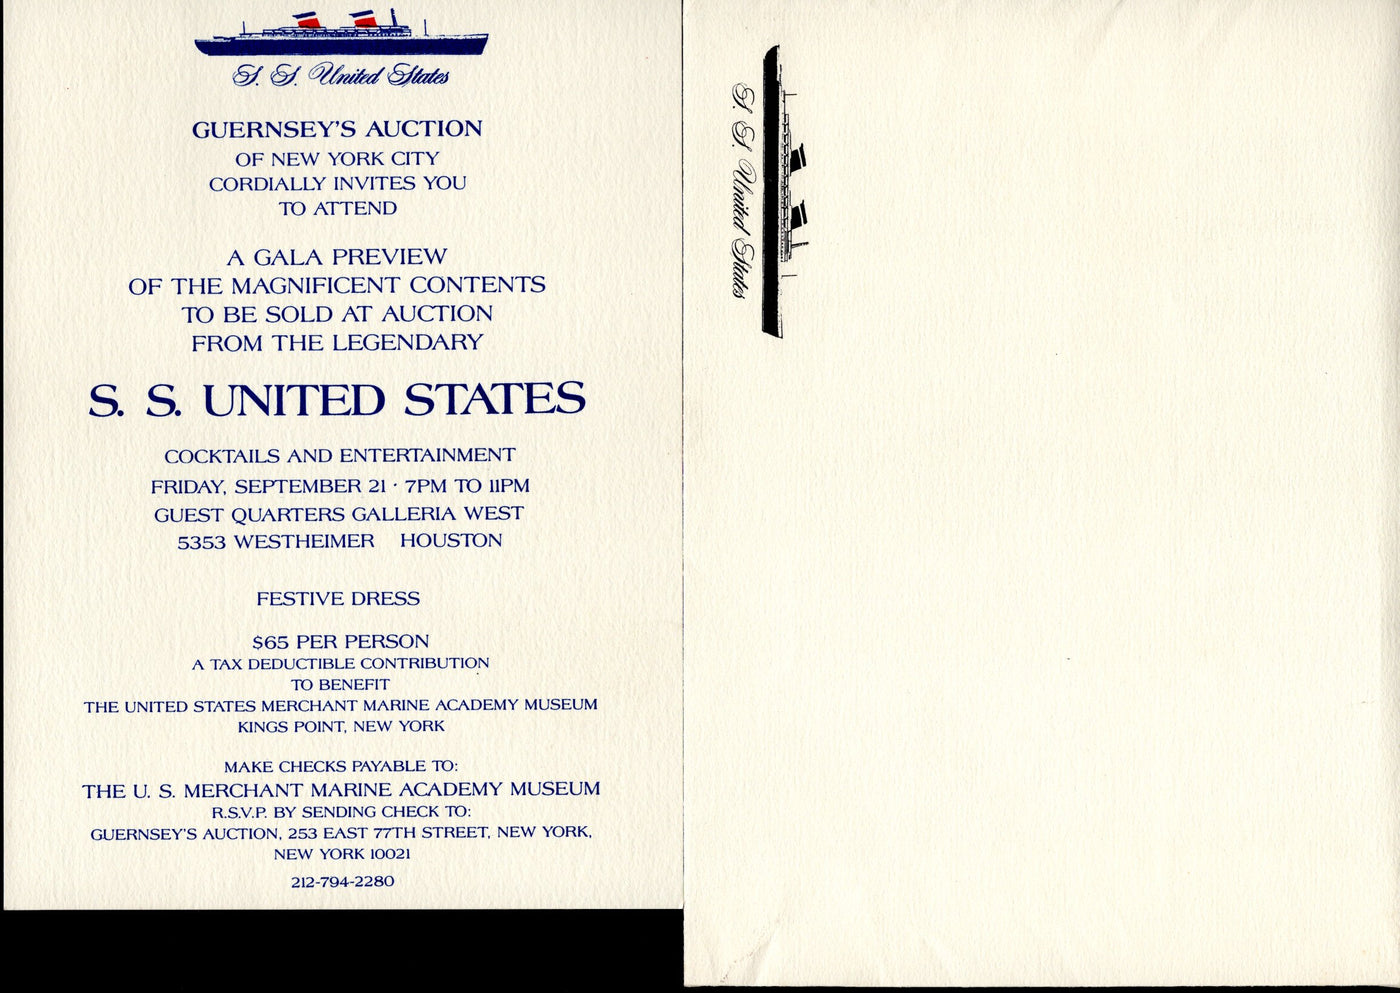 S. S. United States
GUERNSEY'S AUCTION
OF NEW YORK CITY
CORDIALLY INVITES YOU
TO ATTEND
A GALA PREVIEW
OF THE MAGNIFICENT CONTENTS
TO BE SOLD AT AUCTION
FROM THE LEGENDARY
S. S. UNITED STATES
COCKTAILS AND ENTERTAINMENT
FRIDAY, SEPTEMBER 21 · 7PM TO 11PM
GUEST QUARTERS GALLERIA WEST
5353 WESTHEIMER HOUSTON
FESTIVE DRESS
$65 PER PERSON
A TAX DEDUCTIBLE CONTRIBUTION
TO BENEFIT
THE UNITED STATES MERCHANT MARINE ACADEMY MUSEUM
KINGS POINT, NEW YORK
MAKE CHECKS PAYABLE TO:
THE U. S. MERCHANT MARINE ACADEMY MUSEUM
R.S.V.P. BY SENDING CHECK TO:
GUERNSEY'S AUCTION, 253 EAST 77TH STREET, NEW YORK,
NEW YORK 10021
212-794-2280
S. S. United States